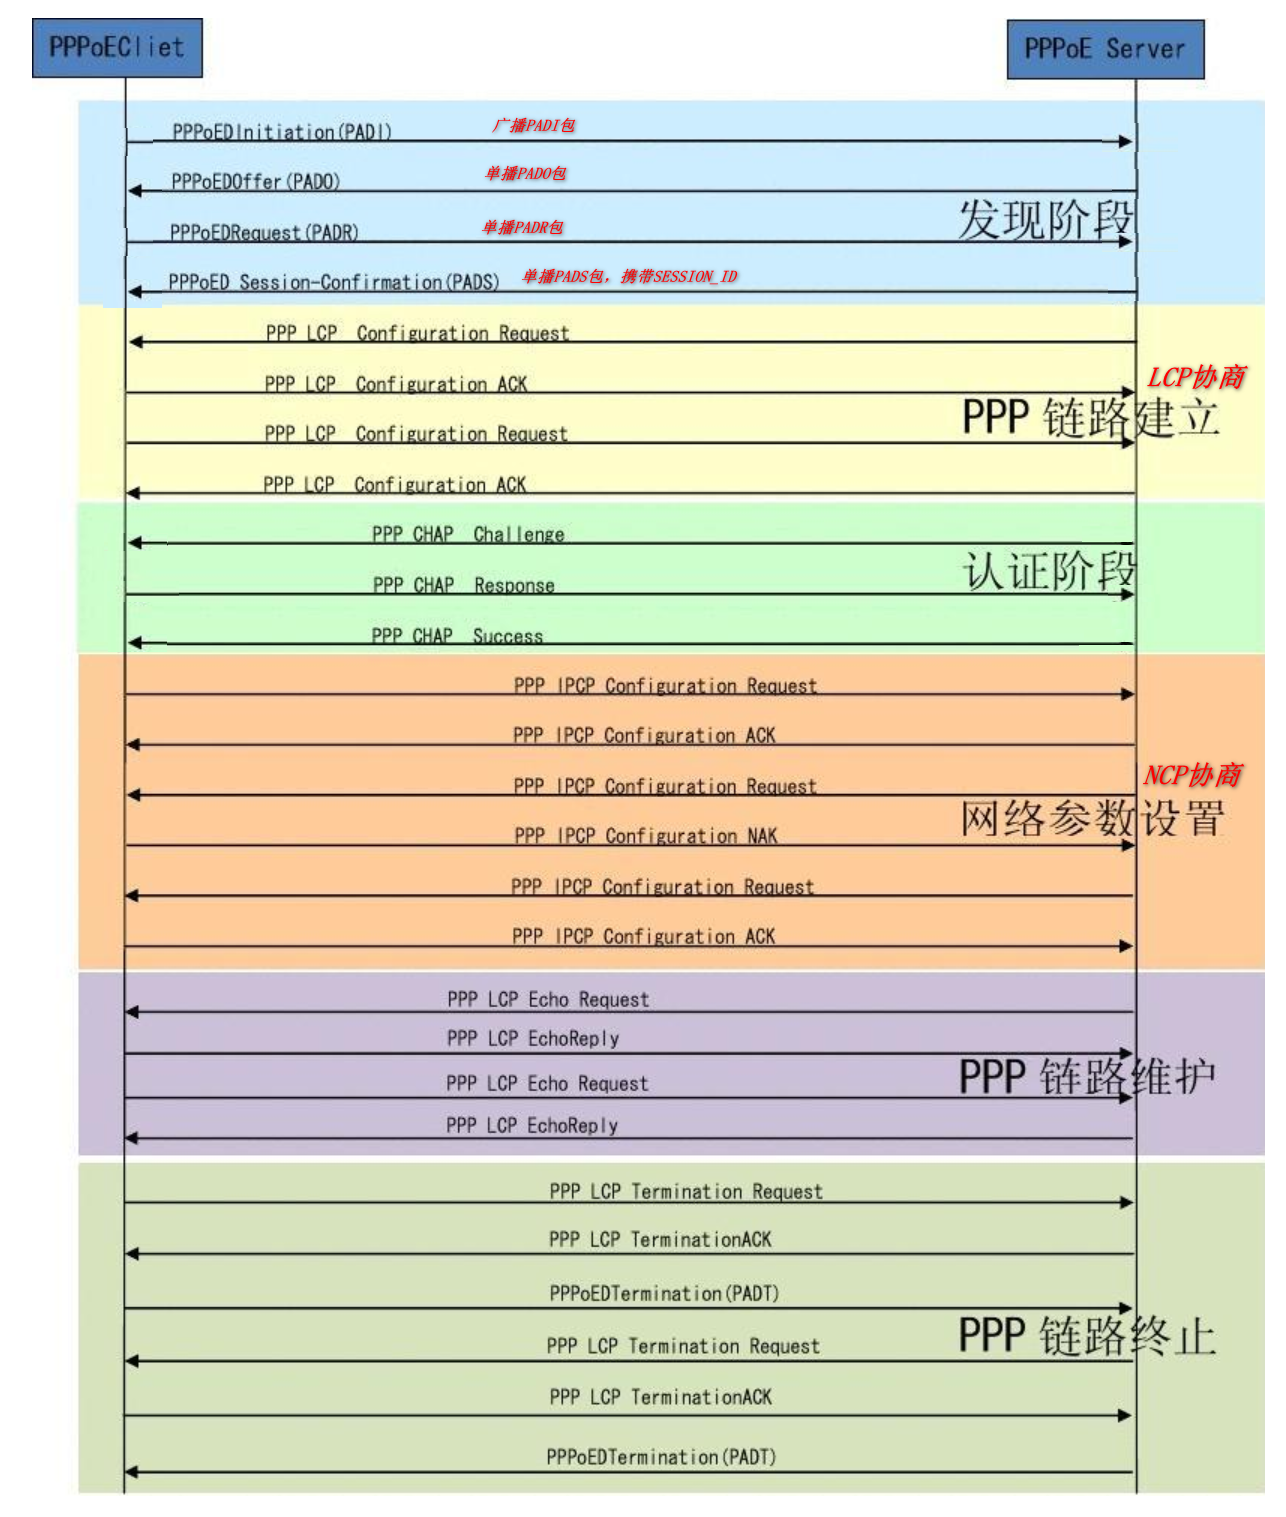 PPPoECliet
PPPoE Server
PPPoEDInitiation(PADI)
广播PADI包
PPPoEDOffer(PADO)
单播PADO包
发现阶段
PPPoEDRequest(PADR)
单播PADR包
PPPoED Session-Confirmation(PADS)
单播PADS包，携带SESSION_ID
PPP LCP Configuration Request
LCP协商
PPP LCP Configuration ACK
PPP 链路建立
PPP LCP Configuration Request
PPP LCP Configuration ACK
PPP CHAP Challenge
认证阶段
PPP CHAP Response
PPP CHAP Success
PPP IPCP Configuration Request
PPP IPCP Configuration ACK
NCP协商
PPP IPCP Configuration Request
网络参数设置
PPP IPCP Configuration NAK
PPP IPCP Configuration Request
PPP IPCP Configuration ACK
PPP LCP Echo Request
PPP LCP EchoReply
PPP 链路维护
PPP LCP Echo Request
PPP LCP EchoReply
PPP LCP Termination Request
PPP LCP TerminationACK
PPPoEDTermination(PADT)
PPP 链路终止
PPP LCP Termination Request
PPP LCP TerminationACK
PPPoEDTermination(PADT)